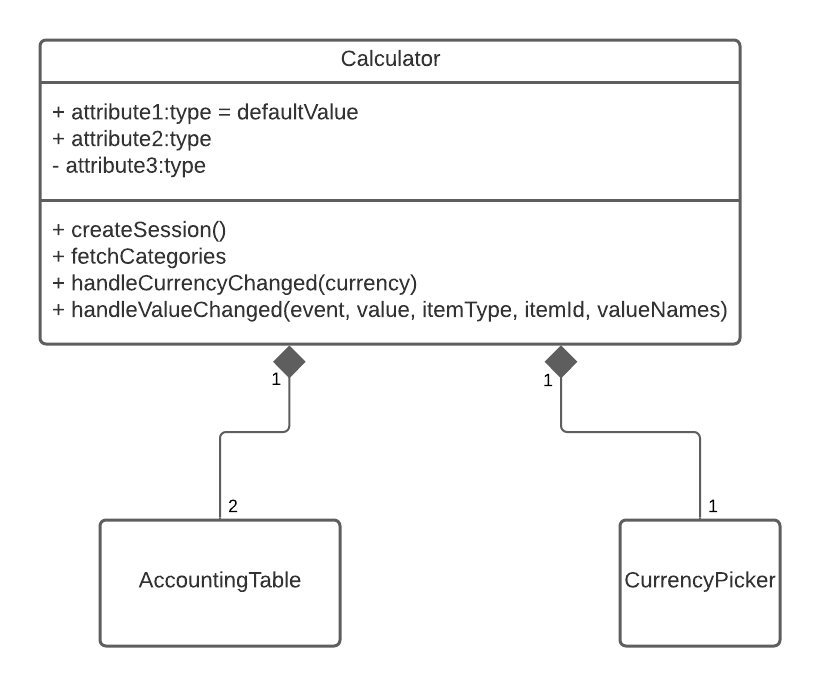 Calculator
+ attribute1:type = defaultValue
+ attribute2:type
- attribute3:type
+ createSession()
+ fetchCategories
+ handleCurrencyChanged(currency)
+ handleValueChanged(event, value, itemType, itemId, valueNames)
1
1
2
1
AccountingTable
CurrencyPicker